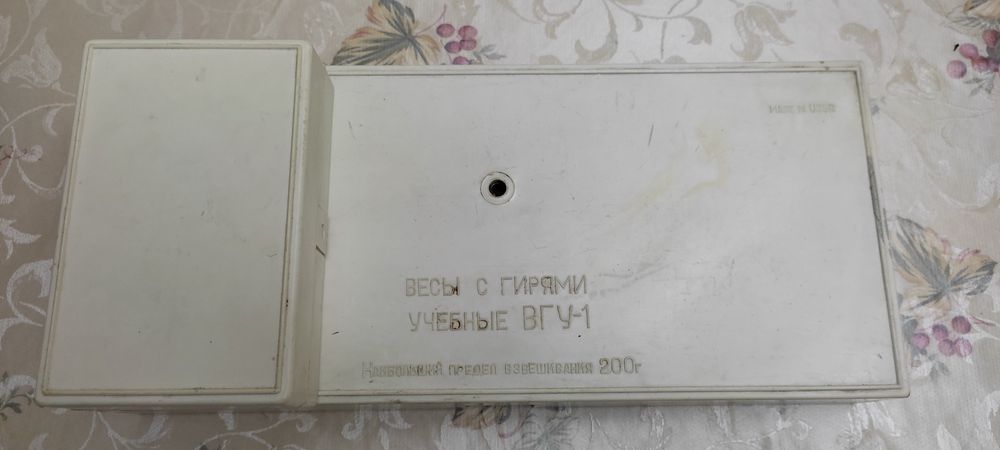 MADE IN USSR
ВЕСЫ С ГИРЯМИ
УЧЕБНЫЕ ВГУ-1
НАИБОЛЬШИЙ ПРЕДЕЛ ВЗВЕШИВАНИЯ 200г